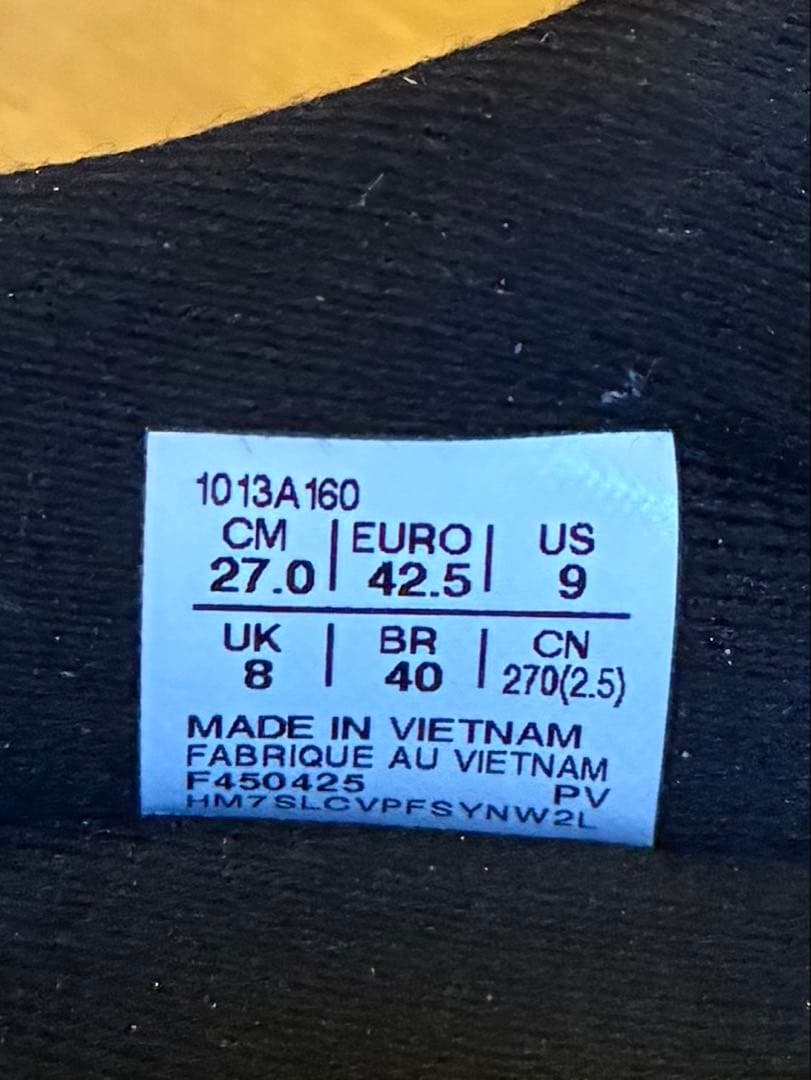 1013A160
CM | EURO | US
27.0 | 42.5 | 9
UK | BR | CN
8 | 40 | 270(2.5)
MADE IN VIETNAM
FABRIQUE AU VIETNAM
F450425 PV
HM7SLCVPFSYNW2L